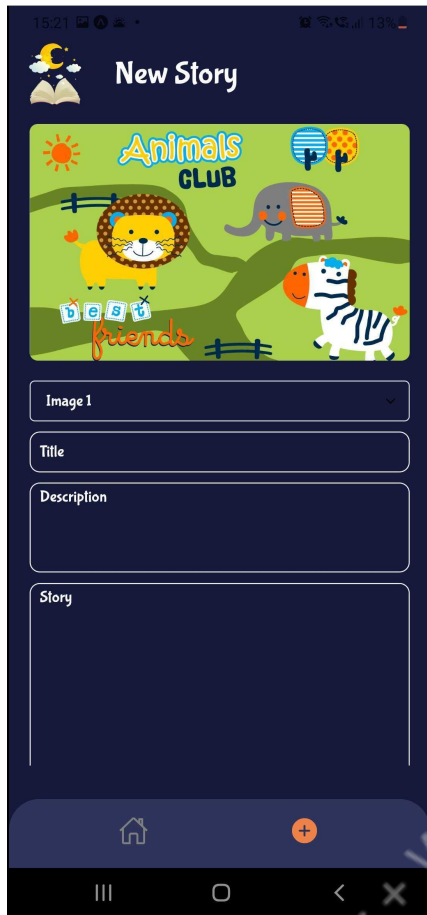 15:21
13%
New Story
Animals
CLUB
best
friends
Image 1
Title
Description
Story